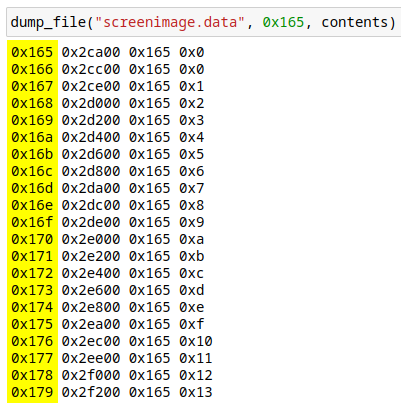 dump_file("screenimage.data", 0x165, contents)
0x165 0x2ca00 0x165 0x0
0x166 0x2cc00 0x165 0x0
0x167 0x2ce00 0x165 0x1
0x168 0x2d000 0x165 0x2
0x169 0x2d200 0x165 0x3
0x16a 0x2d400 0x165 0x4
0x16b 0x2d600 0x165 0x5
0x16c 0x2d800 0x165 0x6
0x16d 0x2da00 0x165 0x7
0x16e 0x2dc00 0x165 0x8
0x16f 0x2de00 0x165 0x9
0x170 0x2e000 0x165 0xa
0x171 0x2e200 0x165 0xb
0x172 0x2e400 0x165 0xc
0x173 0x2e600 0x165 0xd
0x174 0x2e800 0x165 0xe
0x175 0x2ea00 0x165 0xf
0x176 0x2ec00 0x165 0x10
0x177 0x2ee00 0x165 0x11
0x178 0x2f000 0x165 0x12
0x179 0x2f200 0x165 0x13